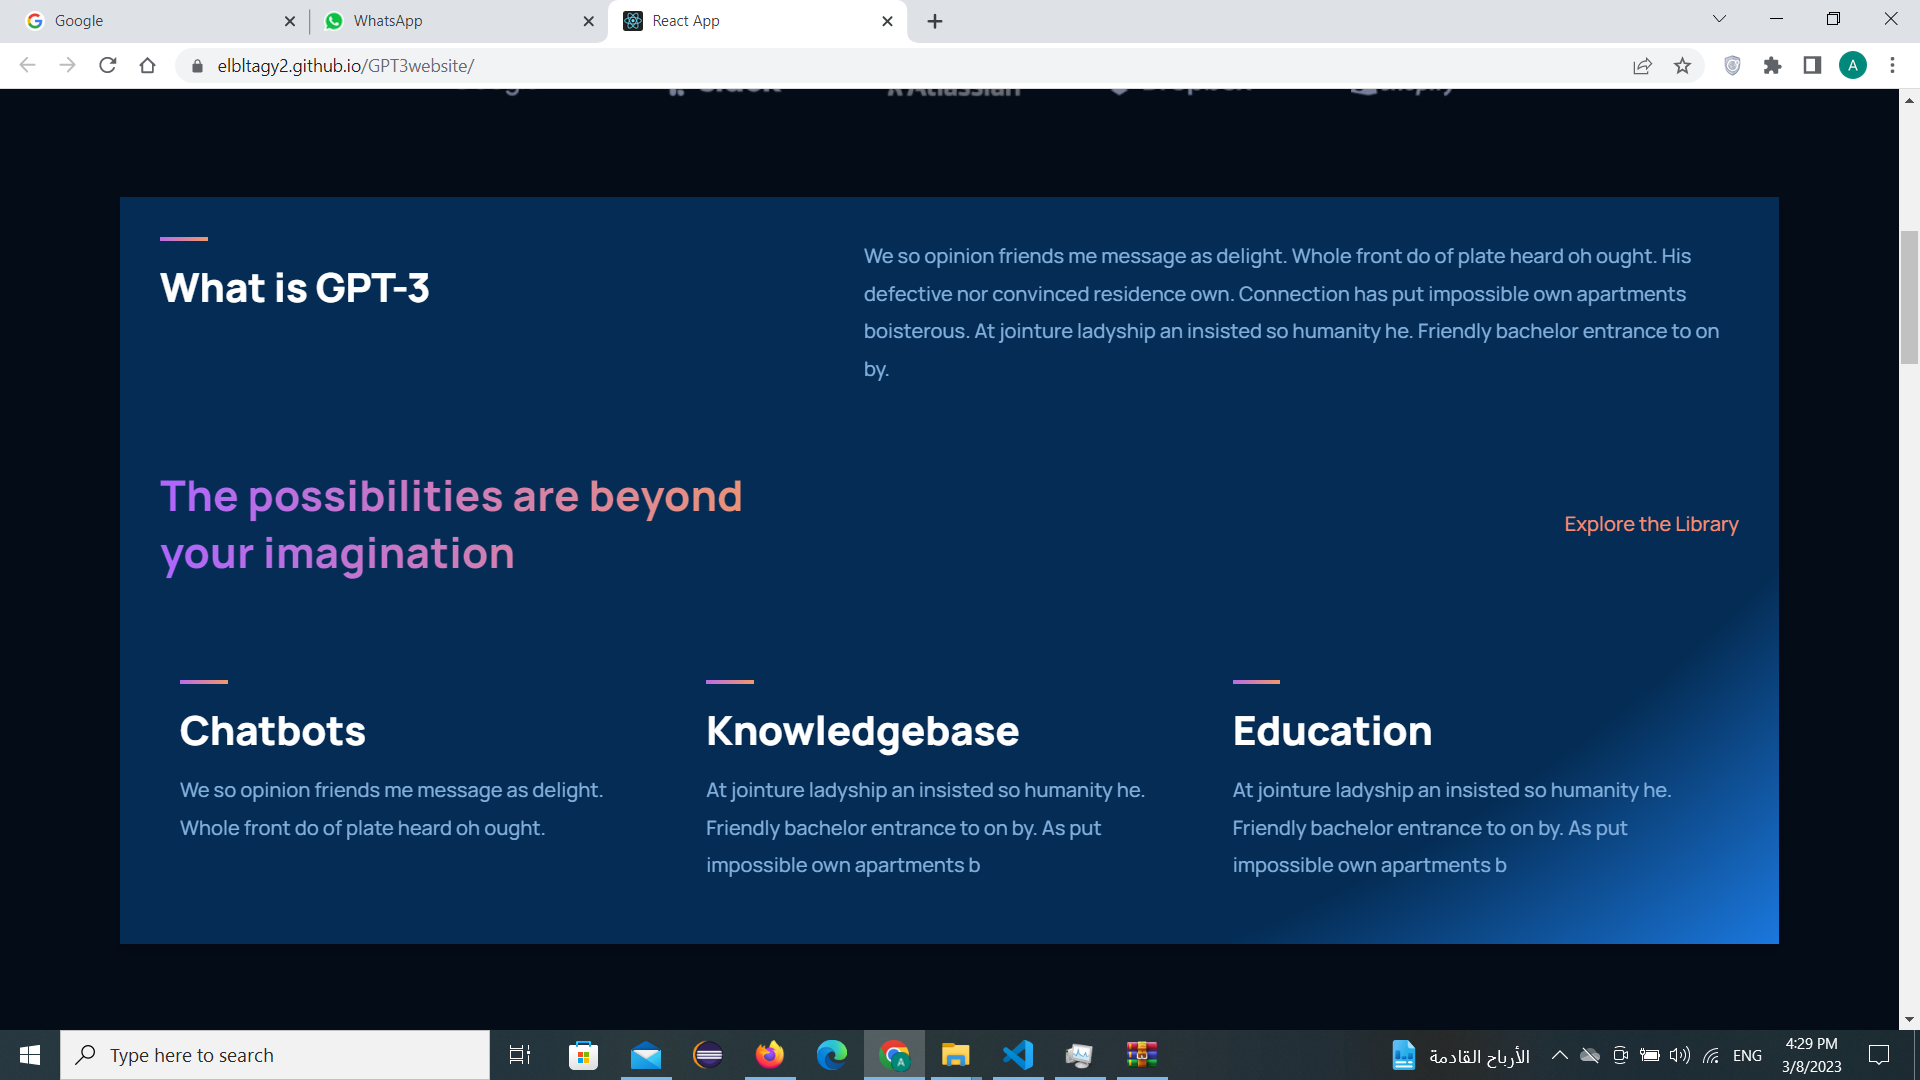 Google
WhatsApp
React App
elbltagy2.github.io/GPT3website/
A
Atlassian
What is GPT-3
We so opinion friends me message as delight. Whole front do of plate heard oh ought. His
defective nor convinced residence own. Connection has put impossible own apartments
boisterous. At jointure ladyship an insisted so humanity he. Friendly bachelor entrance to on
by.
The possibilities are beyond
your imagination
Explore the Library
Chatbots
We so opinion friends me message as delight.
Whole front do of plate heard oh ought.
Knowledgebase
At jointure ladyship an insisted so humanity he.
Friendly bachelor entrance to on by. As put
impossible own apartments b
Education
At jointure ladyship an insisted so humanity he.
Friendly bachelor entrance to on by. As put
impossible own apartments b
Type here to search
الأرباح القادمة
ENG
4:29 PM
3/8/2023